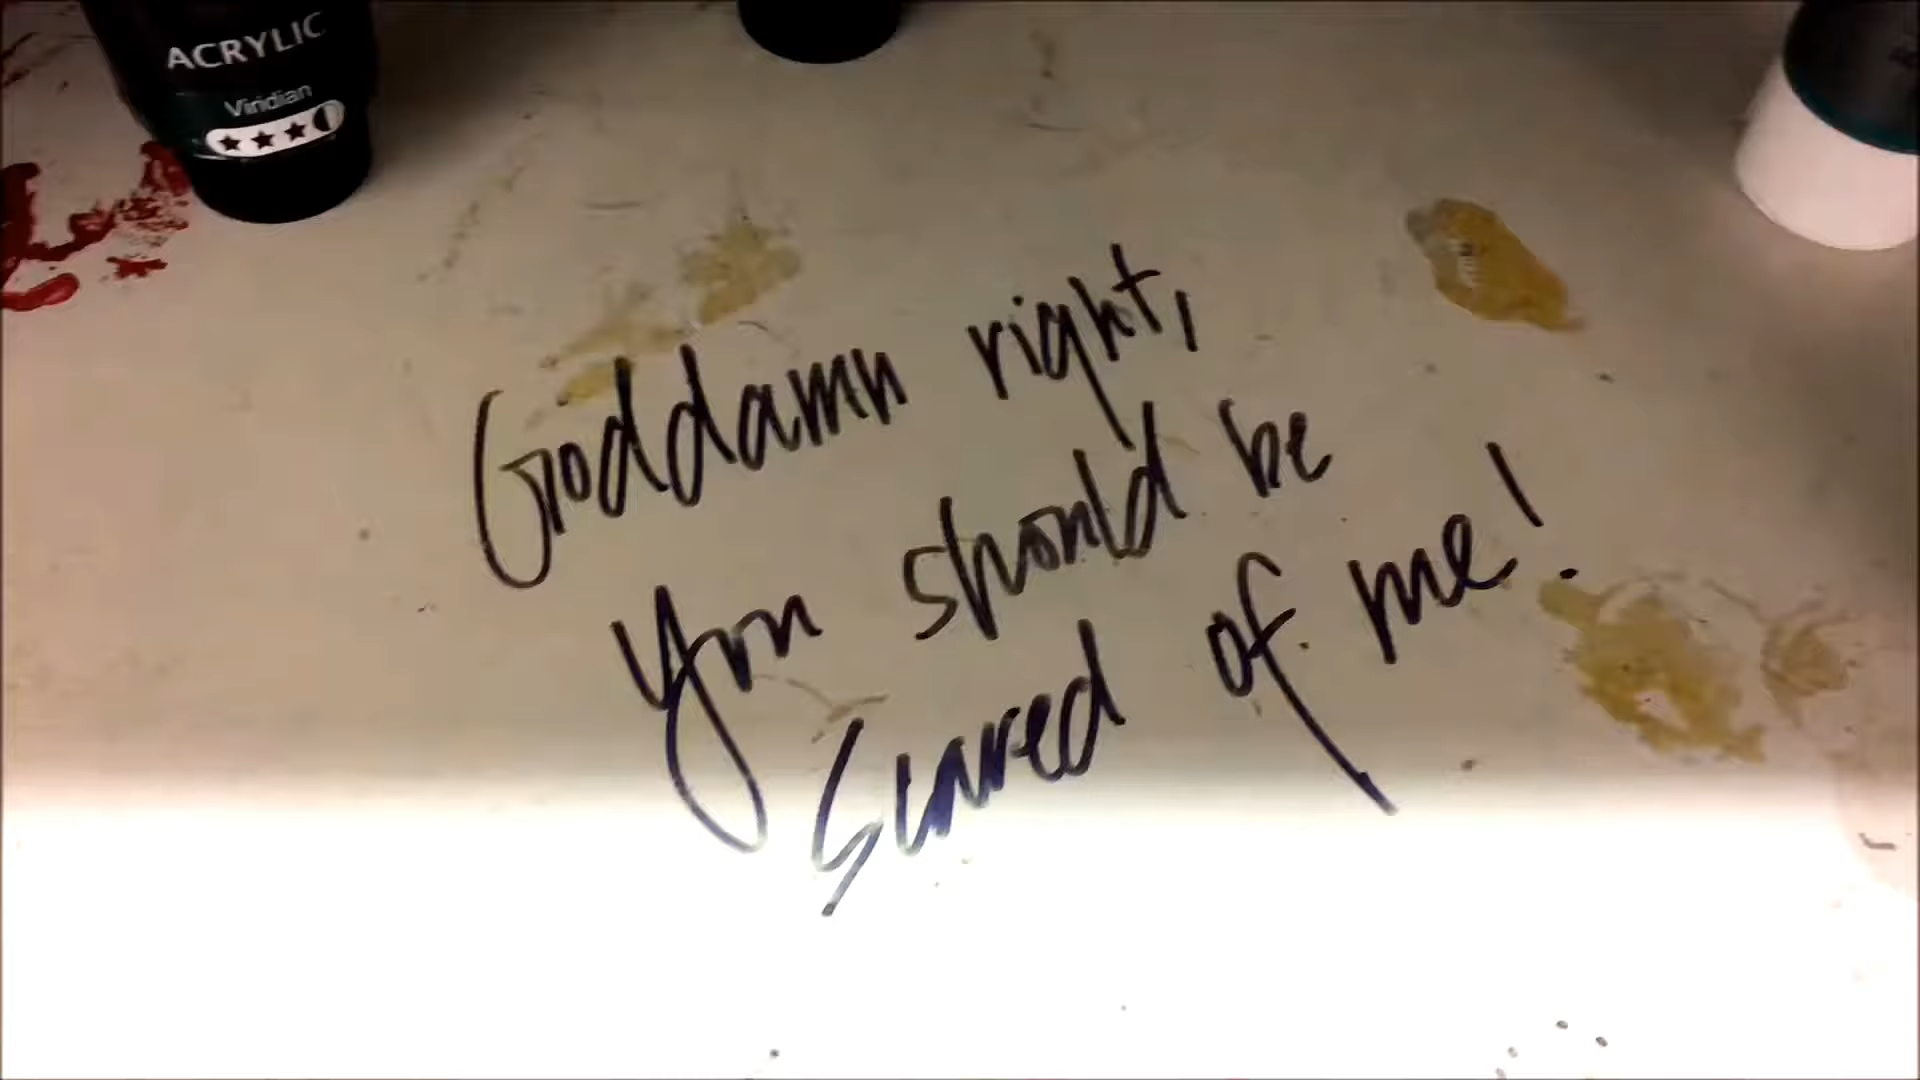 ACRYLIC
Viridian
Goddamn right,
you should be
scared of me!